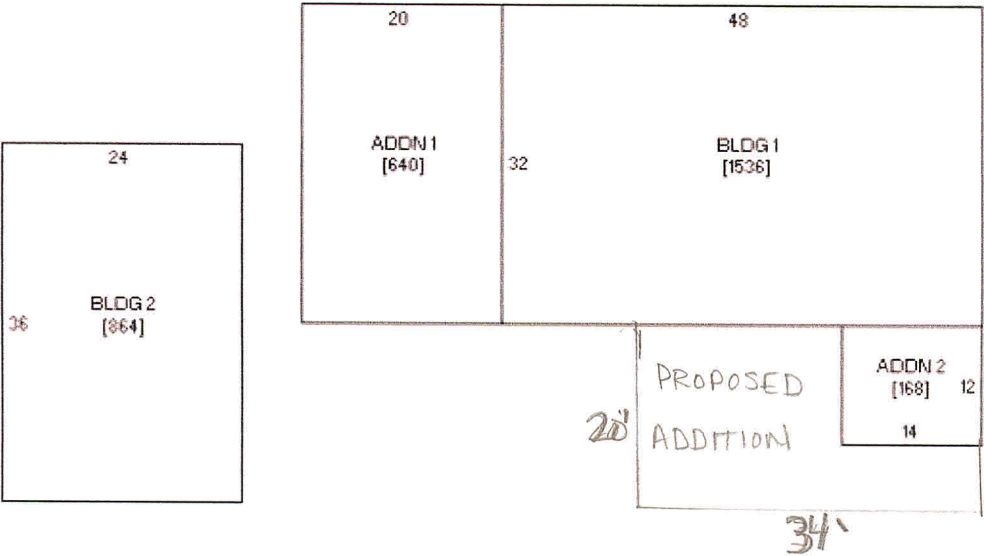 20
48
ADDN 1
[640]
32
BLDG 1
[1536]
24
BLDG 2
[864]
36
PROPOSED
ADDITION
20'
ADDN 2
[168]
12
14
34'